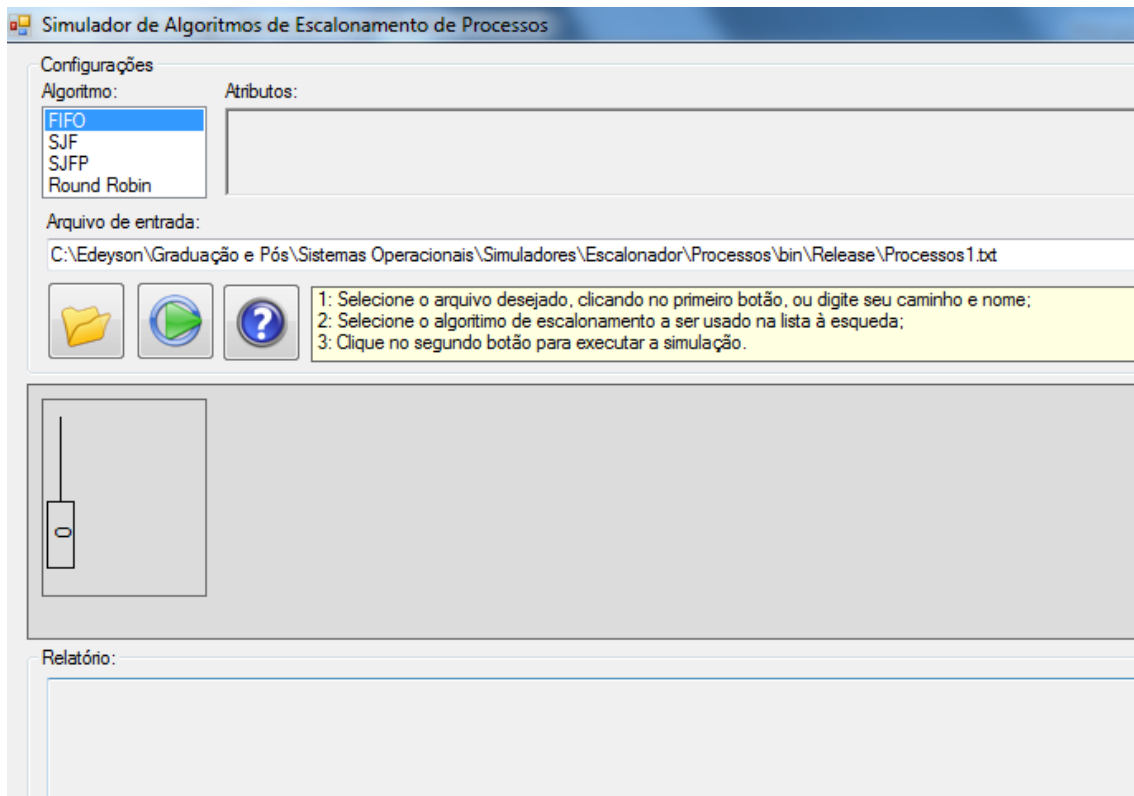 Simulador de Algoritmos de Escalonamento de Processos
Configurações
Algoritmo:
Atributos:
FIFO
SJF
SJFP
Round Robin
Arquivo de entrada:
C:\Edeyson\Graduação e Pós\Sistemas Operacionais\Simuladores\Escalonador\Processos\bin\Release\Processos1.txt
1: Selecione o arquivo desejado, clicando no primeiro botão, ou digite seu caminho e nome;
2: Selecione o algoritimo de escalonamento a ser usado na lista à esqueda;
3: Clique no segundo botão para executar a simulação.
0
Relatório: